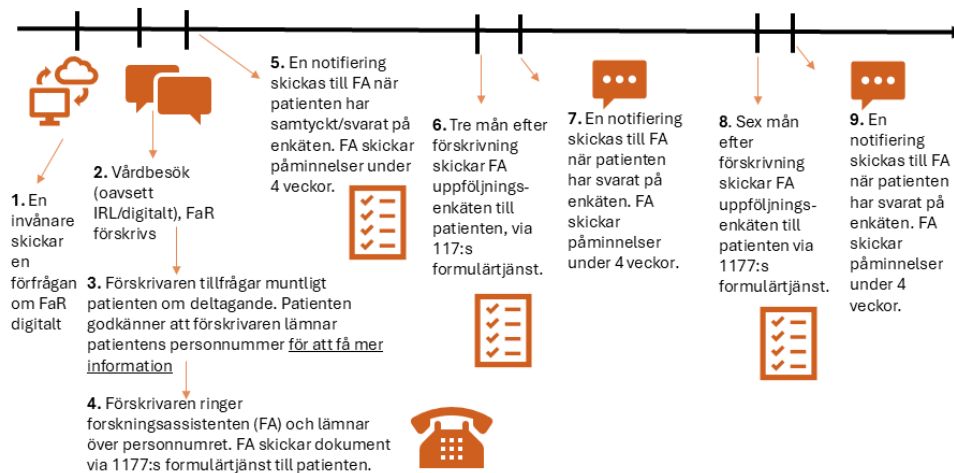 1. En
invånare
skickar
en
förfrågan
om FaR
digitalt
2. Vårdbesök
(oavsett
IRL/digitalt), FaR
förskrivs
3. Förskrivaren tillfrågar muntligt
patienten om deltagande. Patienten
godkänner att förskrivaren lämnar
patientens personnummer för att få mer
information
4. Förskrivaren ringer
forskningsassistenten (FA) och lämnar
över personnumret. FA skickar dokument
via 1177:s formulärtjänst till patienten.
5. En notifiering
skickas till FA när
patienten har
samtyckt/svarat på
enkäten. FA skickar
påminnelser under
4 veckor.
6. Tre mån efter
förskrivning
skickar FA
uppföljnings-
enkäten till
patienten, via
117:s
formulärtjänst.
7. En notifiering
skickas till FA
när patienten
har svarat på
enkäten. FA
skickar
påminnelser
under 4 veckor.
8. Sex mån
efter
förskrivning
skickar FA
uppföljnings-
enkäten till
patienten via
1177:s
formulärtjänst.
9. En
notifiering
skickas till FA
när patienten
har svarat på
enkäten. FA
skickar
påminnelser
under 4
veckor.